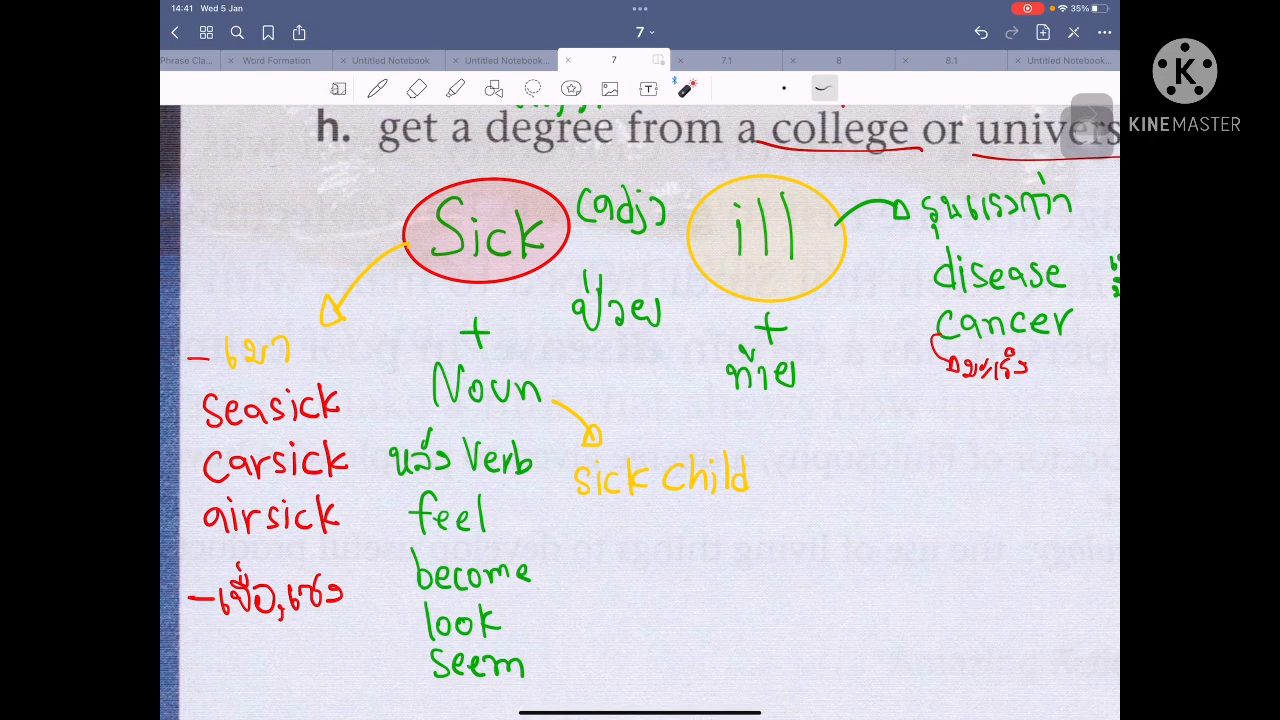 14:41 Wed 5 Jan
35%
7
Phrase Cla...
Word Formation
Untitled Notebook
Untitled Notebook...
7
7.1
8
8.1
Untitled Notebook...
KINEMASTER
h. get a degree from a college or univers
Sick (adj) ill
ป่วย
รุนแรงกว่า
disease
cancer
มะเร็ง
+ Noun
+ ท้าย
sick child
หลัง Verb
feel
become
look
seem
- เมา
seasick
carsick
airsick
- เบื่อ, เซ็ง